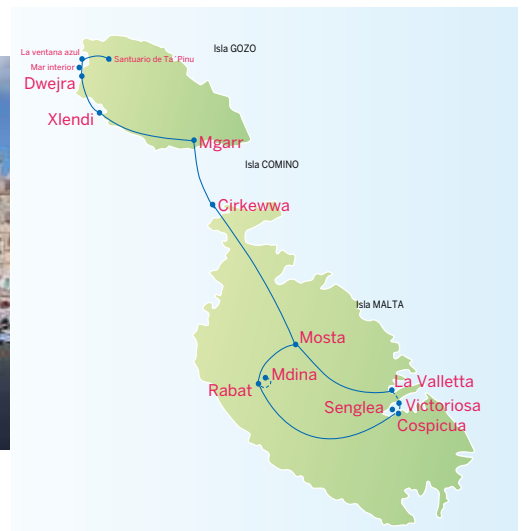 Isla GOZO
La ventana azul
Santuario de Ta´Pinu
Mar interior
Dwejra
Xlendi
Mgarr
Isla COMINO
Cirkewwa
Isla MALTA
Mosta
Mdina
Rabat
La Valletta
Senglea
Victoriosa
Cospicua